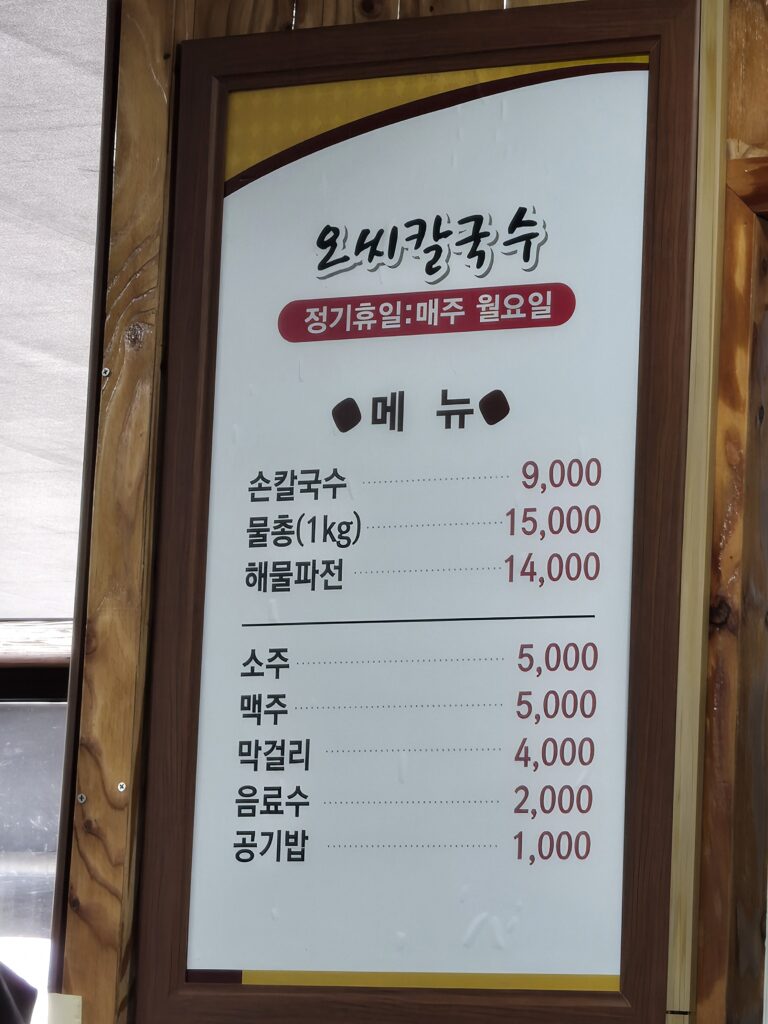 오씨칼국수
정기휴일:매주 월요일
메 뉴
손칼국수 9,000
물총(1kg) 15,000
해물파전 14,000
소주 5,000
맥주 5,000
막걸리 4,000
음료수 2,000
공기밥 1,000